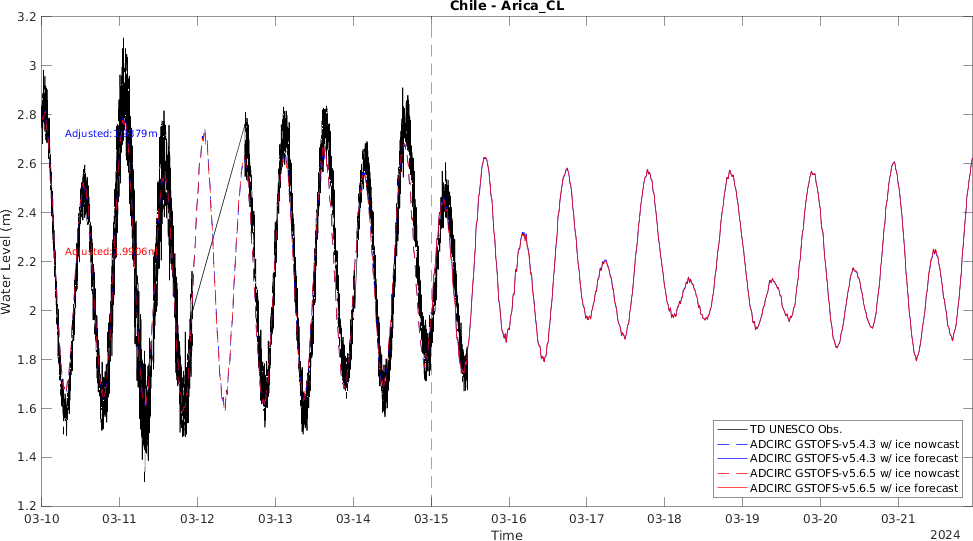 Chile - Arica_CL
3.2
3
2.8
2.6
2.4
2.2
2
1.8
1.6
1.4
1.2
Water Level (m)
03-10 03-11 03-12 03-13 03-14 03-15 03-16 03-17 03-18 03-19 03-20 03-21
Time
2024
TD UNESCO Obs.
ADCIRC GSTOFS-v5.4.3 w/ ice nowcast
ADCIRC GSTOFS-v5.4.3 w/ ice forecast
ADCIRC GSTOFS-v5.6.5 w/ ice nowcast
ADCIRC GSTOFS-v5.6.5 w/ ice forecast